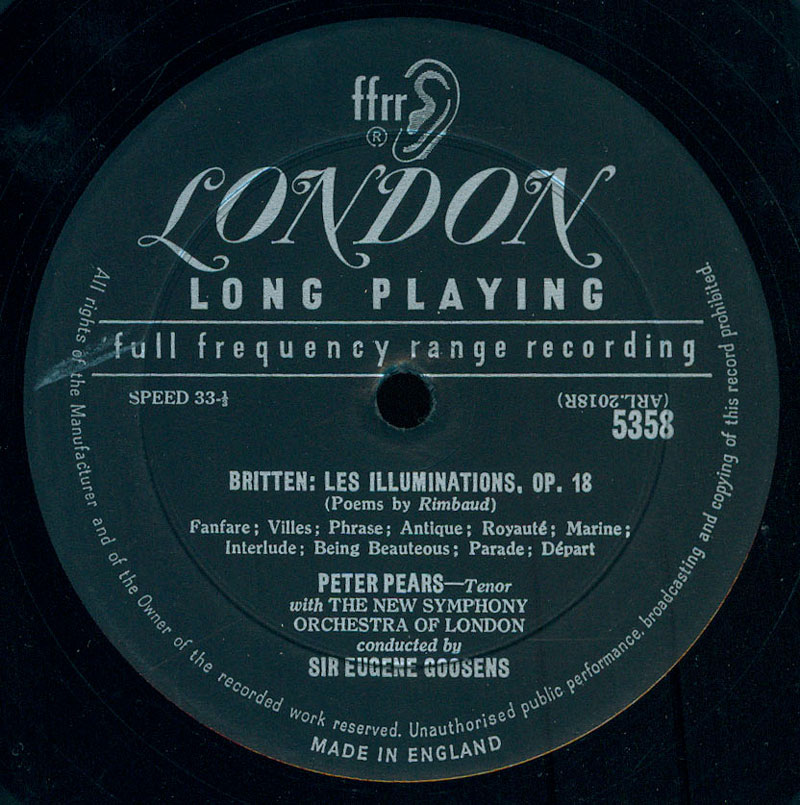 ffrr
®
LONDON
LONG PLAYING
full frequency range recording
SPEED 33-⅓
(ARL.2018R)
5358
BRITTEN: LES ILLUMINATIONS, OP. 18
(Poems by Rimbaud)
Fanfare; Villes; Phrase; Antique; Royauté; Marine;
Interlude; Being Beauteous; Parade; Départ
PETER PEARS—Tenor
with THE NEW SYMPHONY
ORCHESTRA OF LONDON
conducted by
SIR EUGENE GOOSENS
All rights of the Manufacturer and of the Owner of the recorded work reserved. Unauthorised public performance, broadcasting and copying of this record prohibited.
MADE IN ENGLAND